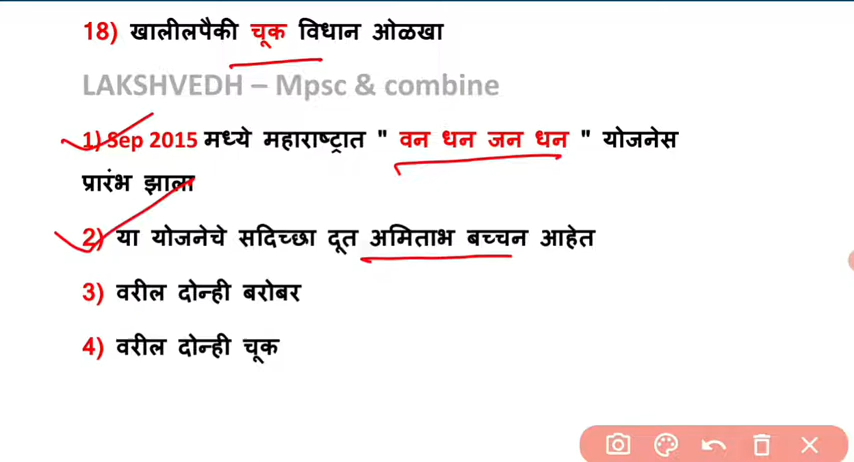 18) खालीलपैकी चूक विधान ओळखा
LAKSHVEDH – Mpsc & combine
1) Sep 2015 मध्ये महाराष्ट्रात " वन धन जन धन " योजनेस
प्रारंभ झाला
2) या योजनेचे सदिच्छा दूत अमिताभ बच्चन आहेत
3) वरील दोन्ही बरोबर
4) वरील दोन्ही चूक